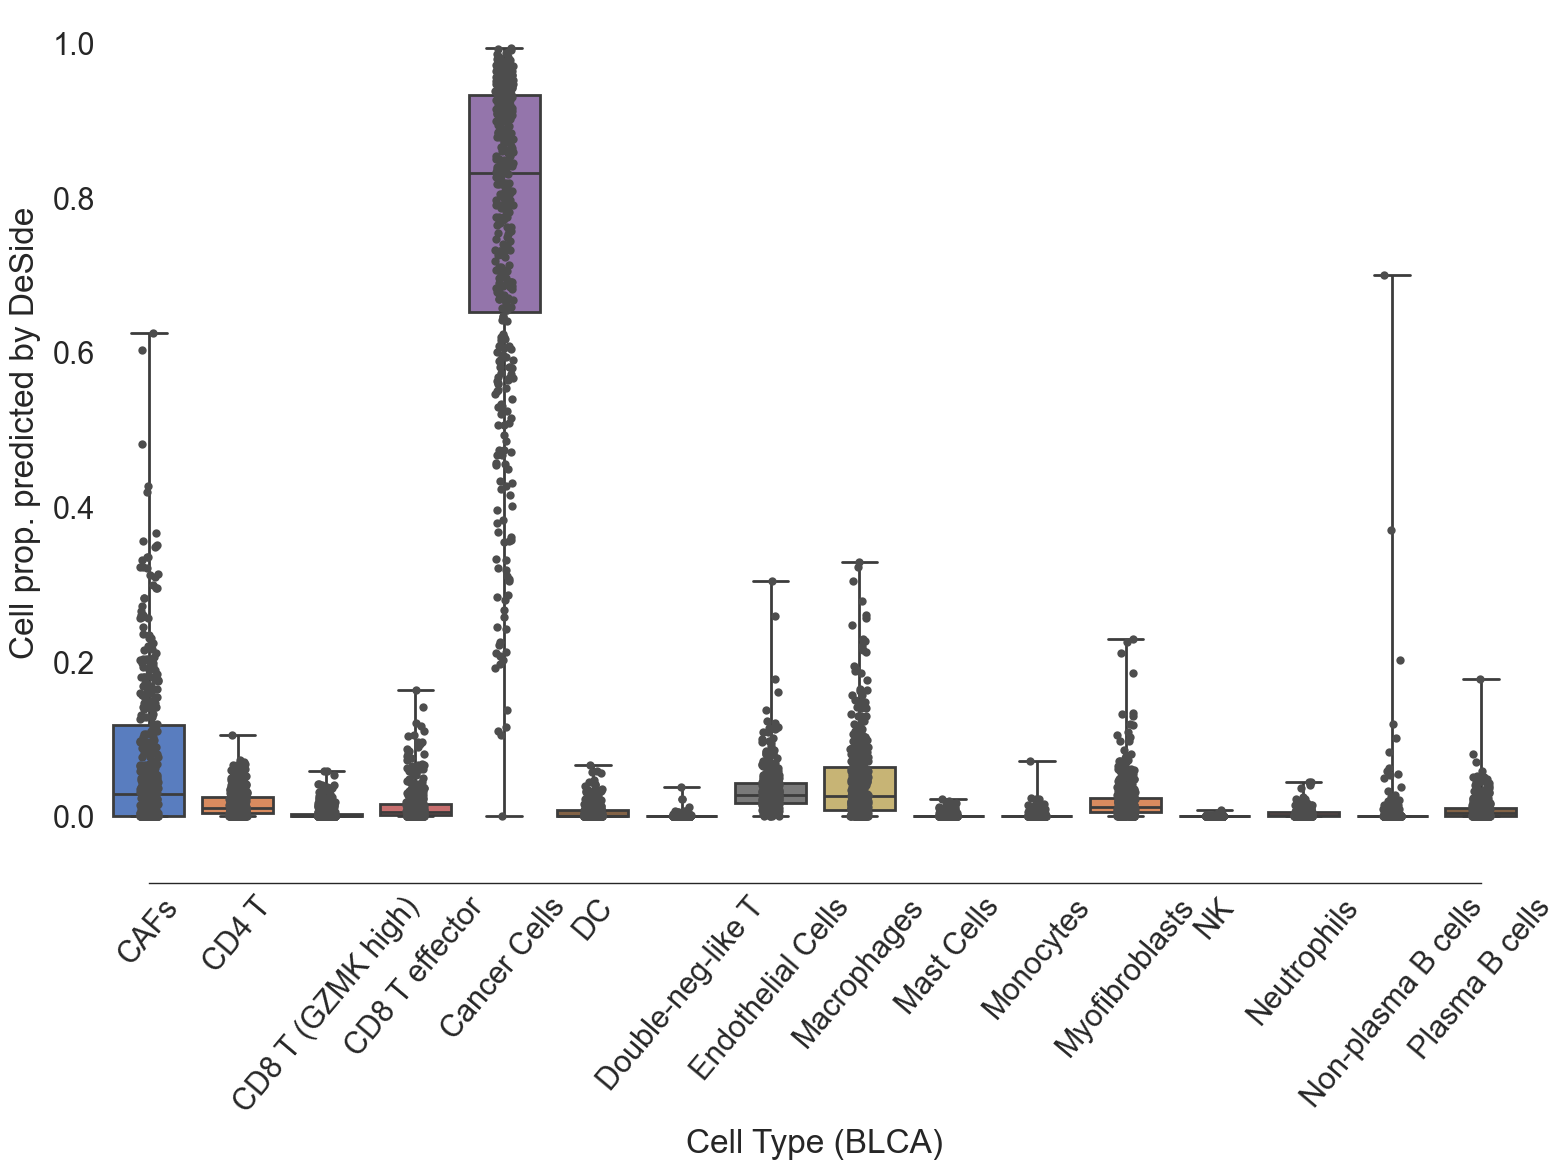 1.0
0.8
0.6
0.4
0.2
0.0
Cell prop. predicted by DeSide
CAFs
CD4 T
CD8 T (GZMK high)
CD8 T effector
Cancer Cells
DC
Double-neg-like T
Endothelial Cells
Macrophages
Mast Cells
Monocytes
Myofibroblasts
NK
Neutrophils
Non-plasma B cells
Plasma B cells
Cell Type (BLCA)